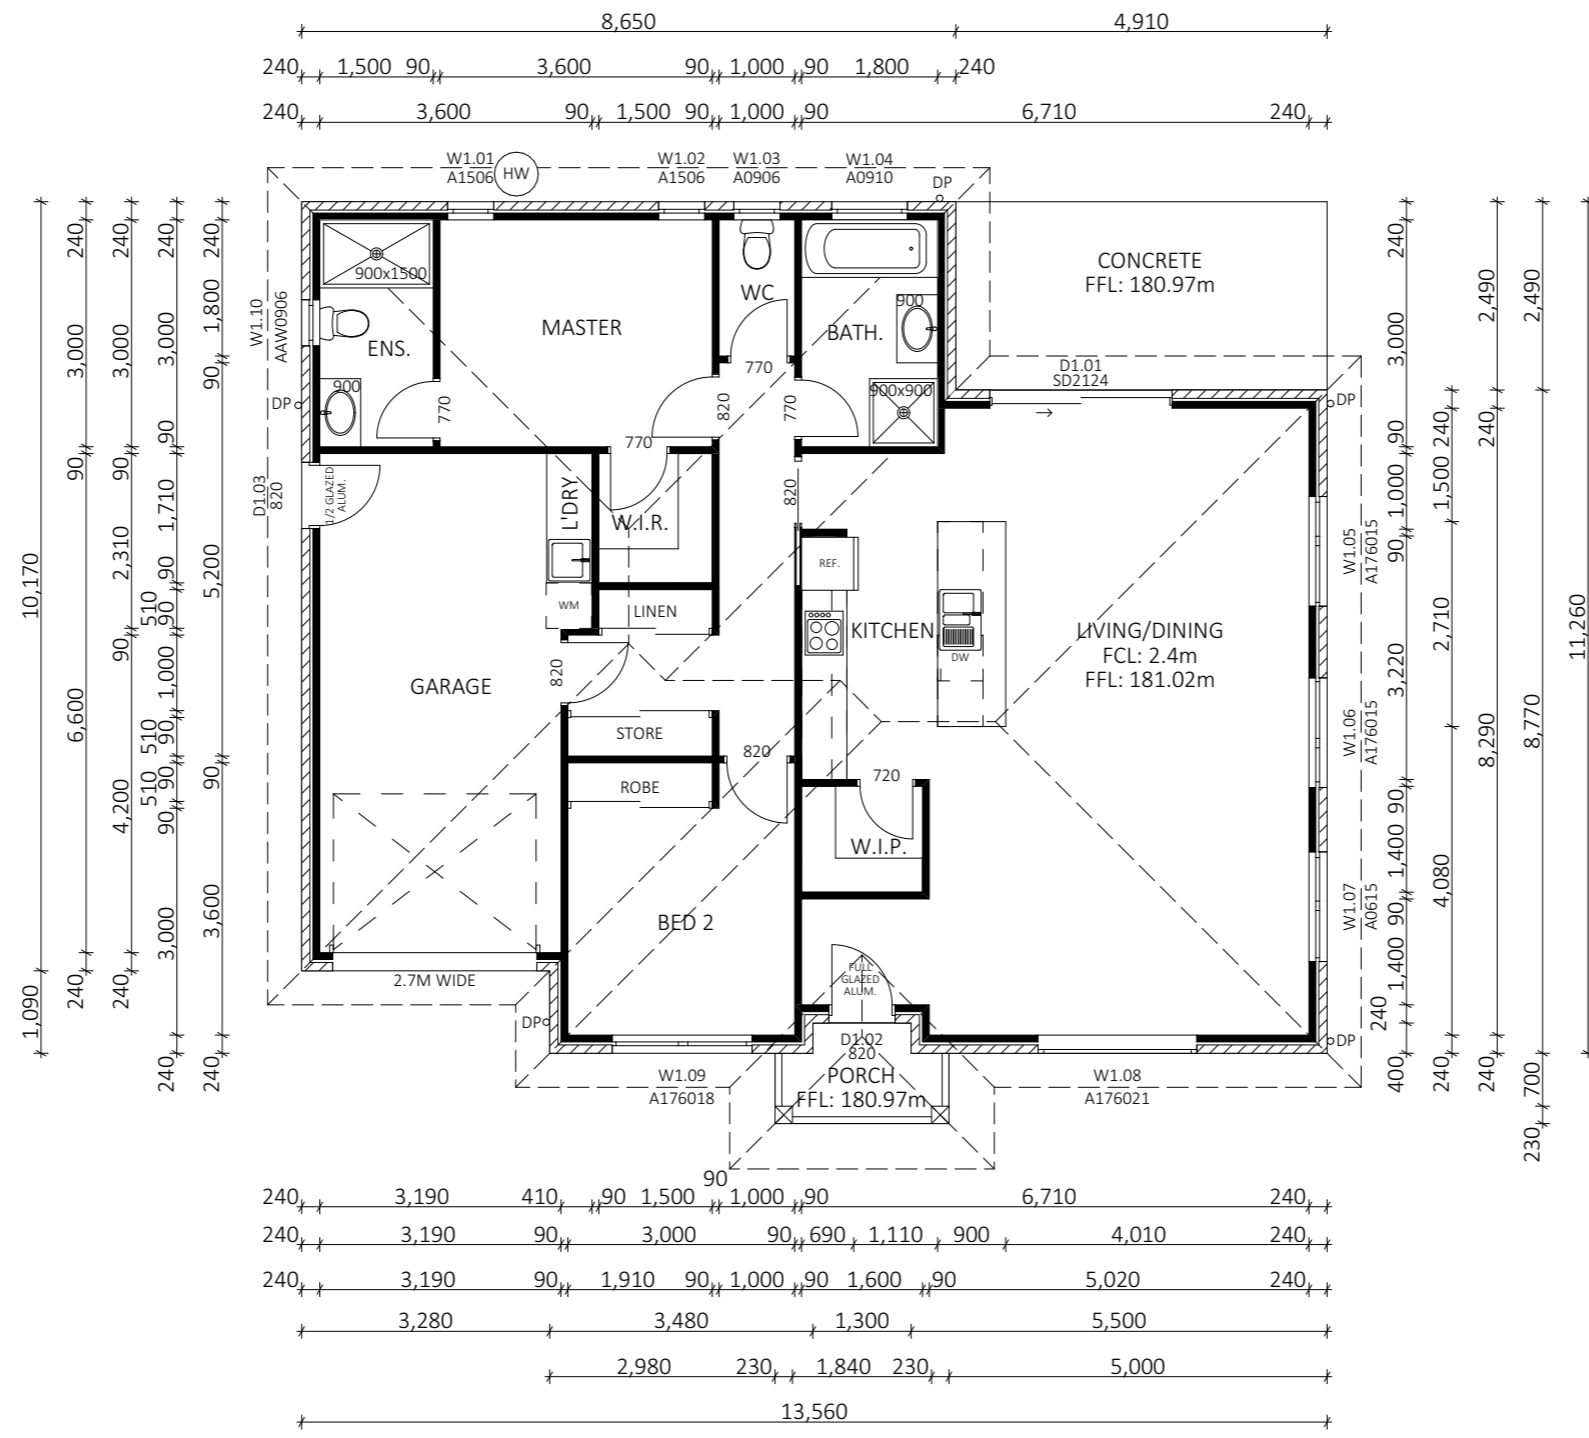 8,650 4,910
240 1,500 90 3,600 90 1,000 90 1,800 240
240 3,600 90 1,500 90 1,000 90 6,710 240
W1.01 A1506
HW
W1.02 A1506
W1.03 A0906
W1.04 A0910
DP
10,170 1,090
240 3,000 90 6,600 240
240 3,000 90 2,310 90 4,200 240
510 510 510
240 3,000 90 1,710 90 90 1,000 90 90 90 3,000 240
240 1,800 90 5,200 90 3,600 240
W1.10 AAW0906
DP
D1.03 820
1/2 GLAZED ALUM.
900x1500
ENS.
900
770
MASTER
770
820
WC
770
770
BATH.
900
900x900
CONCRETE
FFL: 180.97m
D1.01
SD2124
DP
L'DRY
W.I.R.
820
WM
LINEN
REF.
KITCHEN
DW
LIVING/DINING
FCL: 2.4m
FFL: 181.02m
GARAGE
820
STORE
820
ROBE
720
W.I.P.
BED 2
2.7M WIDE
FULL
GLAZED
ALUM.
DP
D1.02
820
PORCH
FFL: 180.97m
W1.09
A176018
W1.08
A176021
DP
W1.05 A176015
W1.06 A176015
W1.07 A0615
240 3,000 90 1,000 90 3,220 90 1,400 90 1,400 240 400
240 1,500 2,710 4,080 240
2,490 240 8,290 240
2,490 8,770 700 230
11,260
90
240 3,190 410 90 1,500 1,000 90 6,710 240
240 3,190 90 3,000 90 690 1,110 900 4,010 240
240 3,190 90 1,910 90 1,000 90 1,600 90 5,020 240
3,280 3,480 1,300 5,500
2,980 230 1,840 230 5,000
13,560